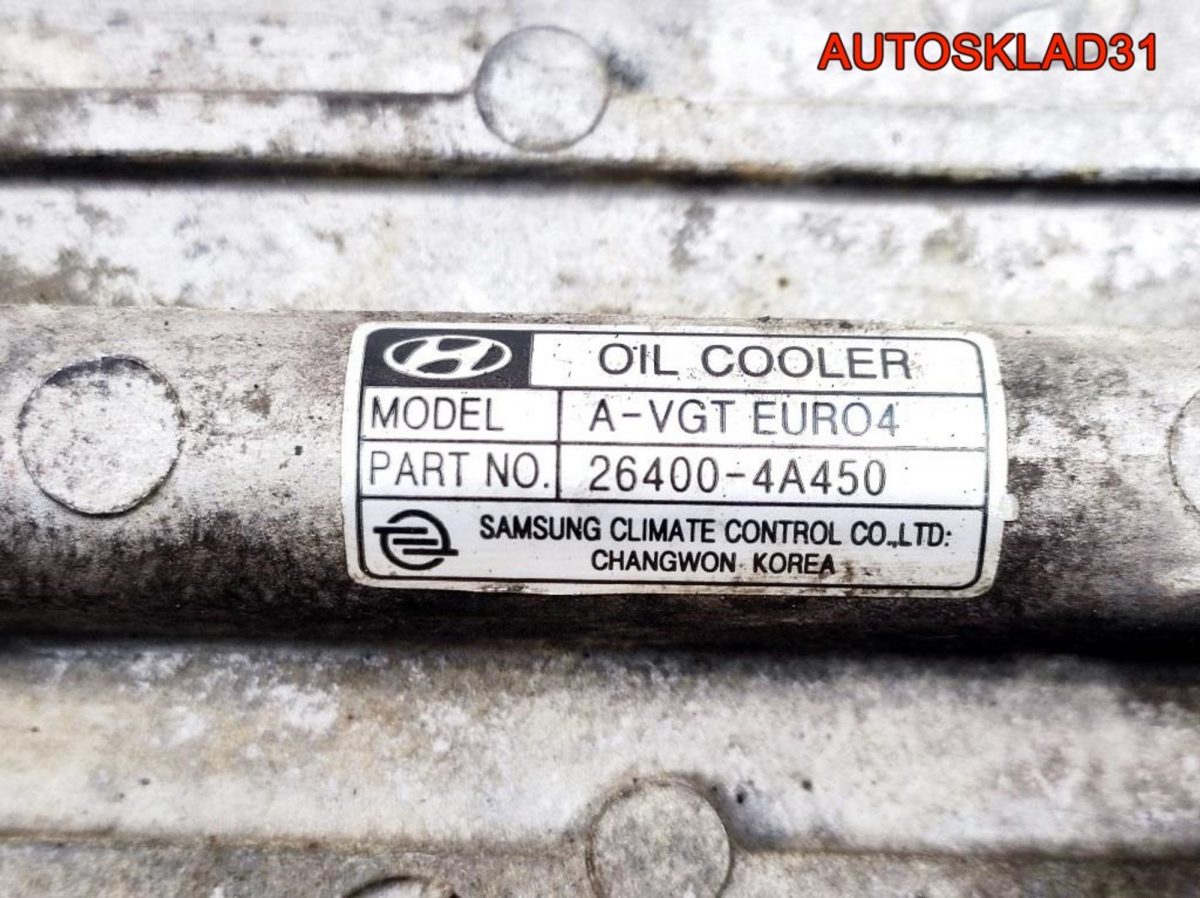 AUTOSKLAD31
OIL COOLER
MODEL A-VGT EURO4
PART NO. 26400-4A450
SAMSUNG CLIMATE CONTROL CO.,LTD:
CHANGWON KOREA